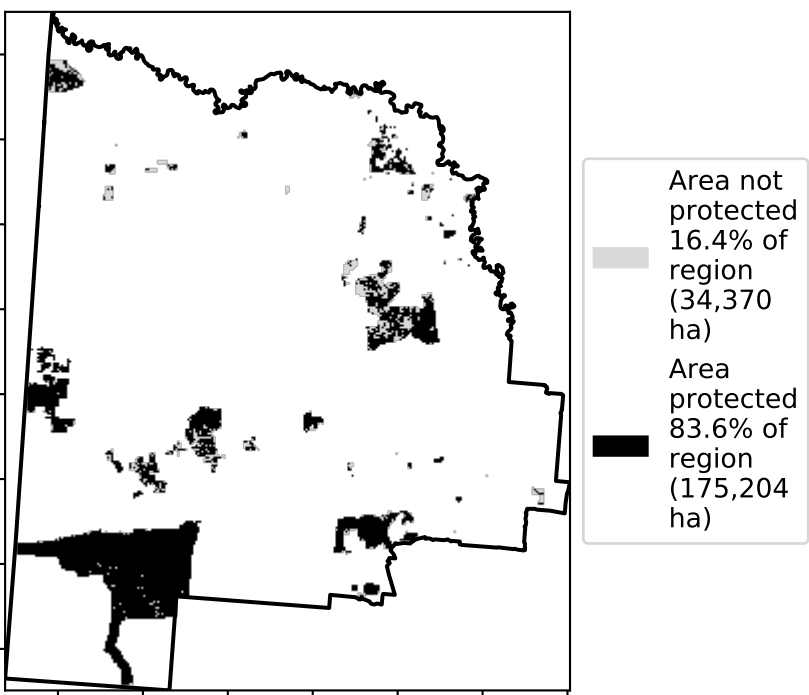 Area not
protected
16.4% of
region
(34,370
ha)
Area
protected
83.6% of
region
(175,204
ha)